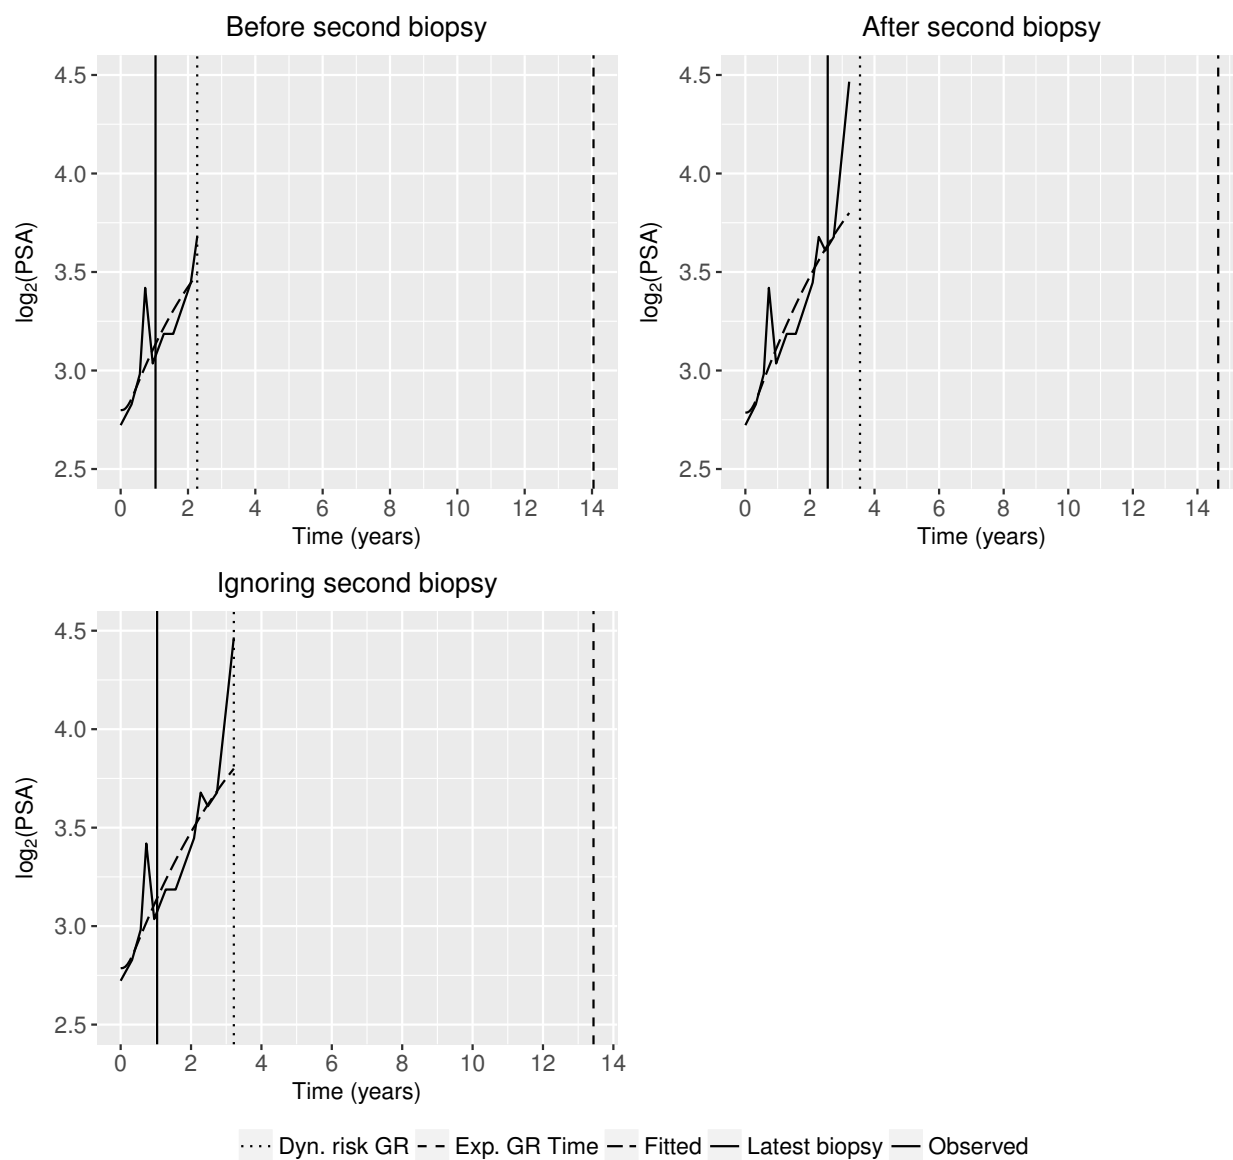 Before second biopsy
After second biopsy
4.5
4.0
3.5
3.0
2.5
log₂(PSA)
0 2 4 6 8 10 12 14
Time (years)
4.5
4.0
3.5
3.0
2.5
log₂(PSA)
0 2 4 6 8 10 12 14
Time (years)
Ignoring second biopsy
4.5
4.0
3.5
3.0
2.5
log₂(PSA)
0 2 4 6 8 10 12 14
Time (years)
Dyn. risk GR Exp. GR Time Fitted Latest biopsy Observed